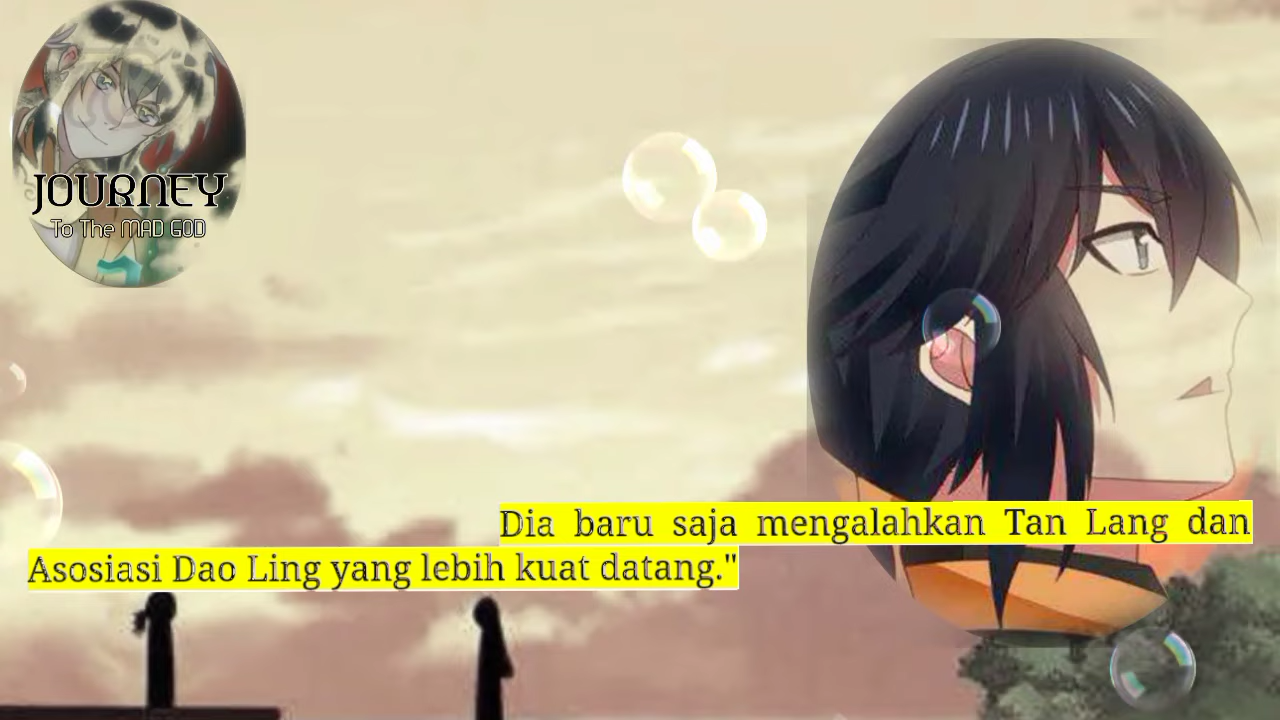 JOURNEY
To The MAD GOD
Dia baru saja mengalahkan Tan Lang dan
Asosiasi Dao Ling yang lebih kuat datang."